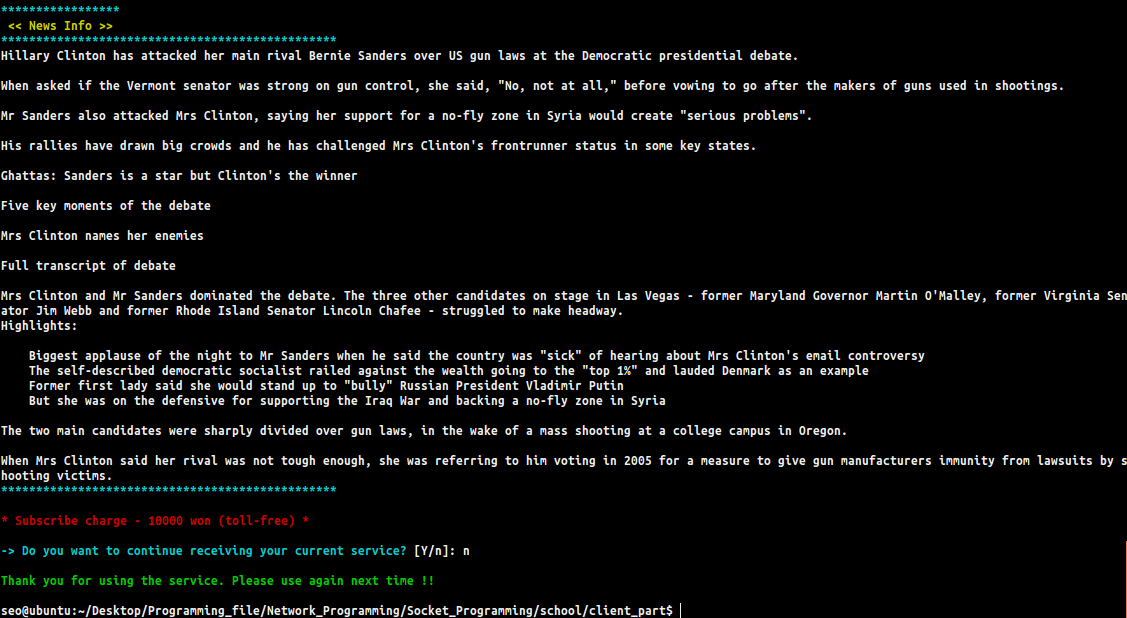 *****************
<< News Info >>
************************************************
Hillary Clinton has attacked her main rival Bernie Sanders over US gun laws at the Democratic presidential debate.
When asked if the Vermont senator was strong on gun control, she said, "No, not at all," before vowing to go after the makers of guns used in shootings.
Mr Sanders also attacked Mrs Clinton, saying her support for a no-fly zone in Syria would create "serious problems".
His rallies have drawn big crowds and he has challenged Mrs Clinton's frontrunner status in some key states.
Ghattas: Sanders is a star but Clinton's the winner
Five key moments of the debate
Mrs Clinton names her enemies
Full transcript of debate
Mrs Clinton and Mr Sanders dominated the debate. The three other candidates on stage in Las Vegas - former Maryland Governor Martin O'Malley, former Virginia Sen
ator Jim Webb and former Rhode Island Senator Lincoln Chafee - struggled to make headway.
Highlights:
Biggest applause of the night to Mr Sanders when he said the country was "sick" of hearing about Mrs Clinton's email controversy
The self-described democratic socialist railed against the wealth going to the "top 1%" and lauded Denmark as an example
Former first lady said she would stand up to "bully" Russian President Vladimir Putin
But she was on the defensive for supporting the Iraq War and backing a no-fly zone in Syria
The two main candidates were sharply divided over gun laws, in the wake of a mass shooting at a college campus in Oregon.
When Mrs Clinton said her rival was not tough enough, she was referring to him voting in 2005 for a measure to give gun manufacturers immunity from lawsuits by s
hooting victims.
************************************************
* Subscribe charge - 10000 won (toll-free) *
-> Do you want to continue receiving your current service? [Y/n]: n
Thank you for using the service. Please use again next time !!
seo@ubuntu:~/Desktop/Programming_file/Network_Programming/Socket_Programming/school/client_part$